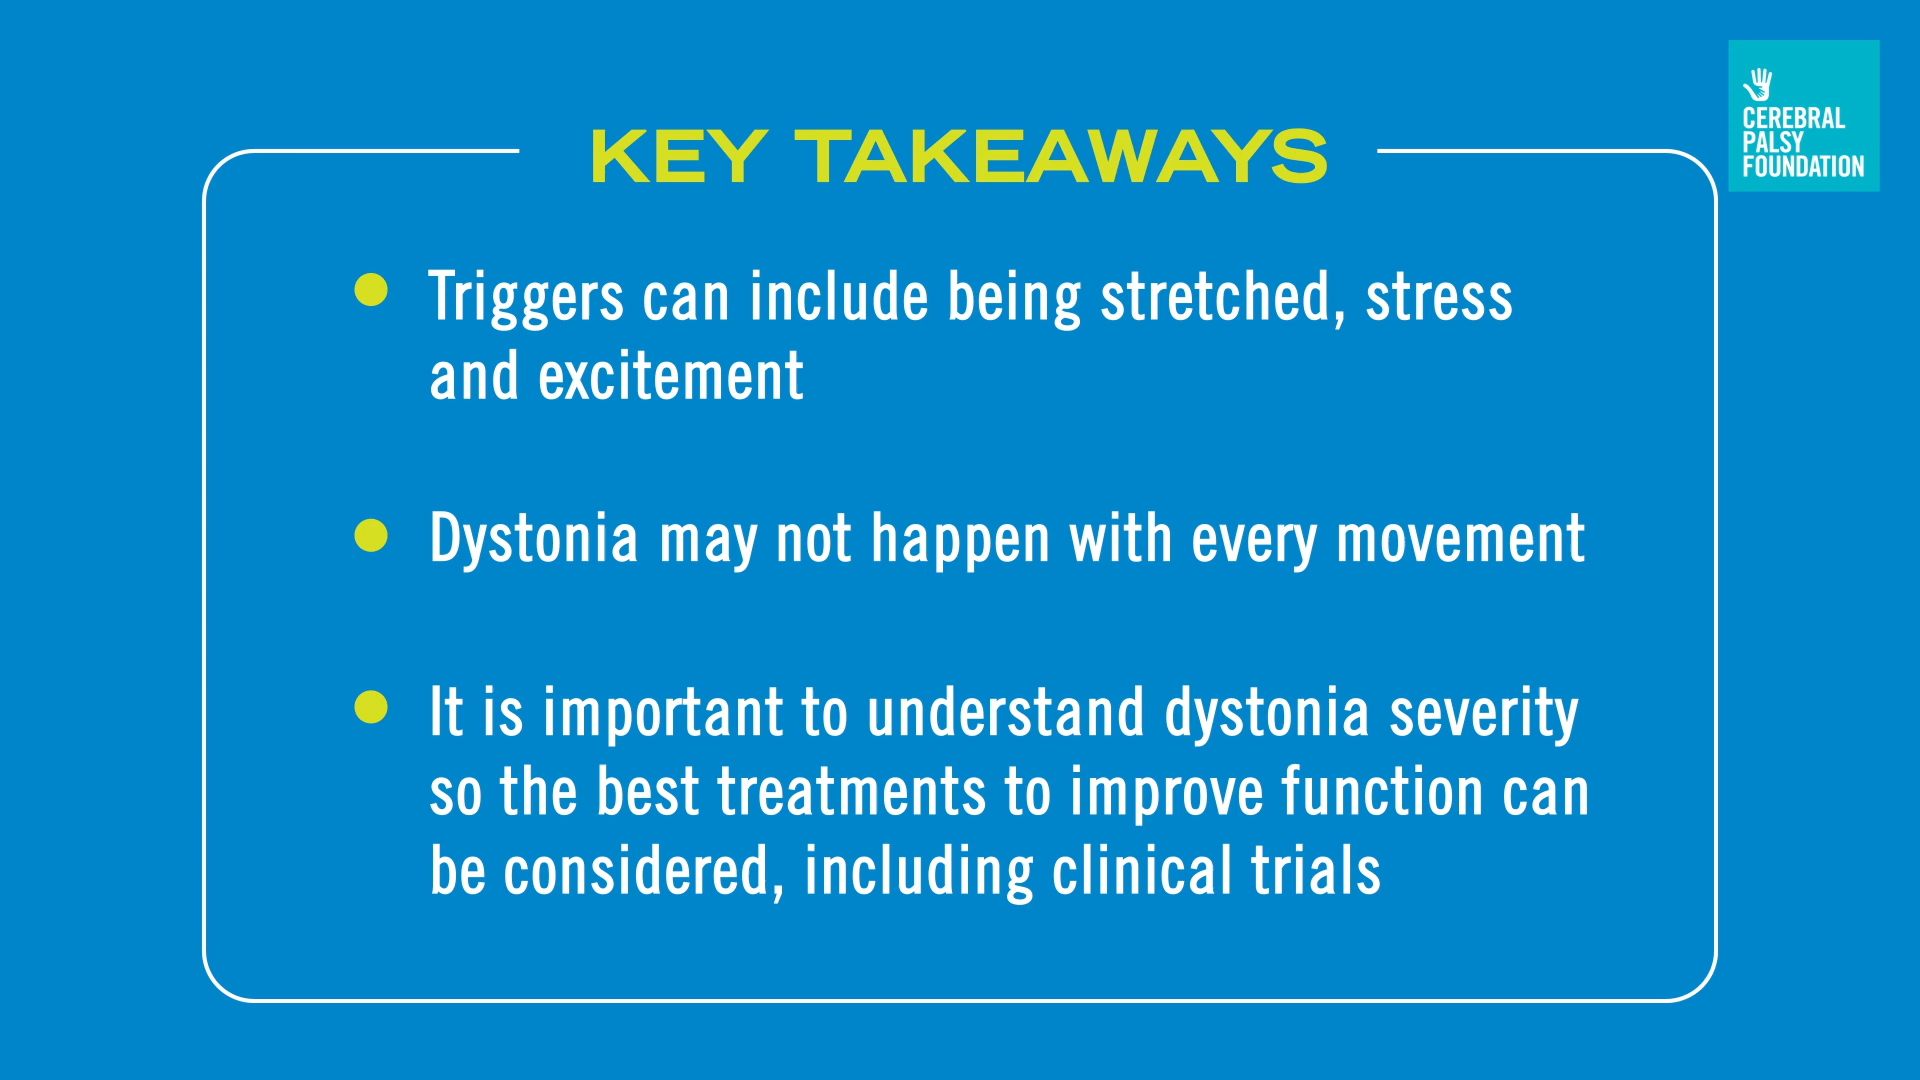 KEY TAKEAWAYS
CEREBRAL
PALSY
FOUNDATION
Triggers can include being stretched, stress
and excitement
Dystonia may not happen with every movement
It is important to understand dystonia severity
so the best treatments to improve function can
be considered, including clinical trials